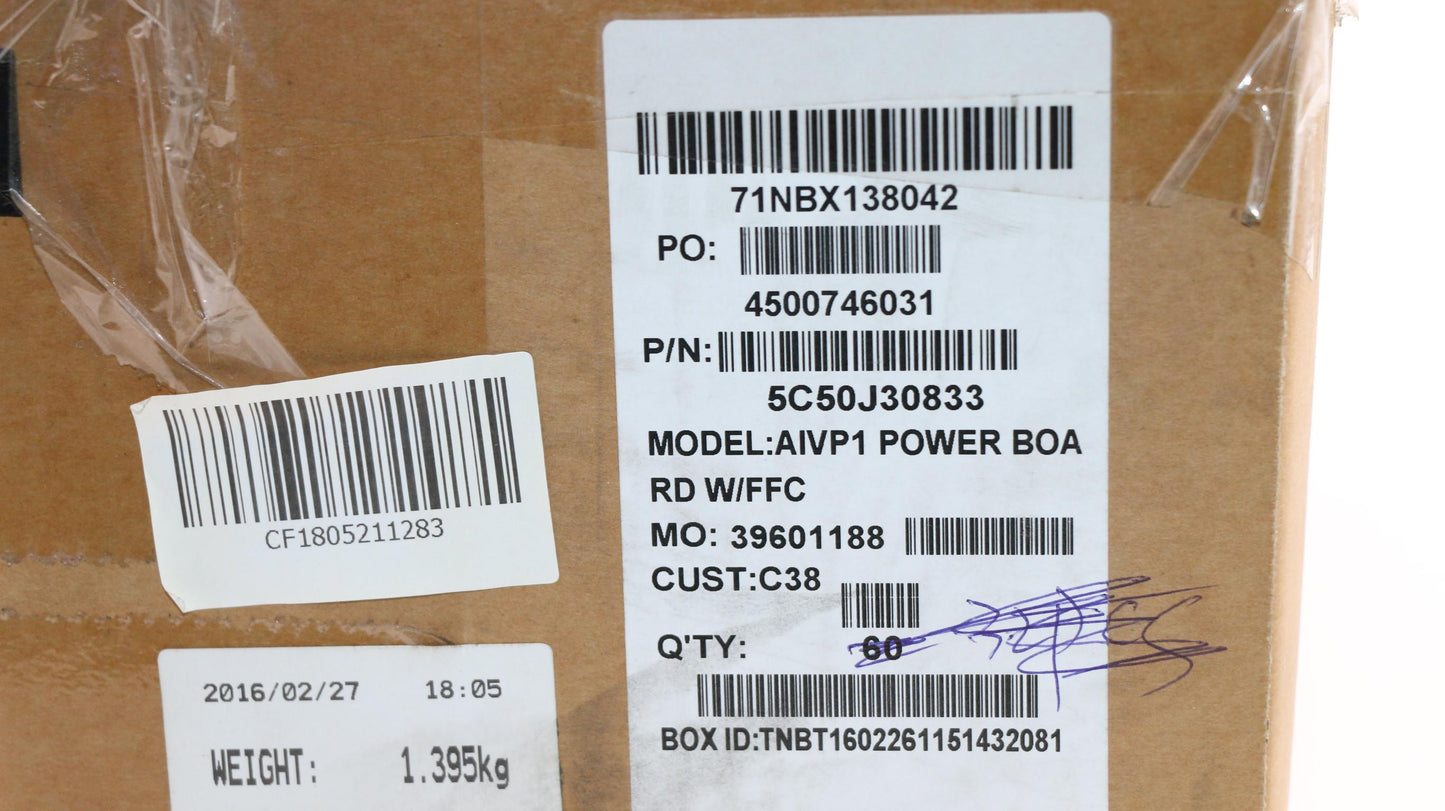 71NBX138042
PO:
4500746031
P/N:
5C50J30833
MODEL:AIVP1 POWER BOA
RD W/FFC
MO: 39601188
CUST:C38
Q'TY: 60
BOX ID:TNBT1602261151432081
CF1805211283
2016/02/27 18:05
WEIGHT: 1.395kg